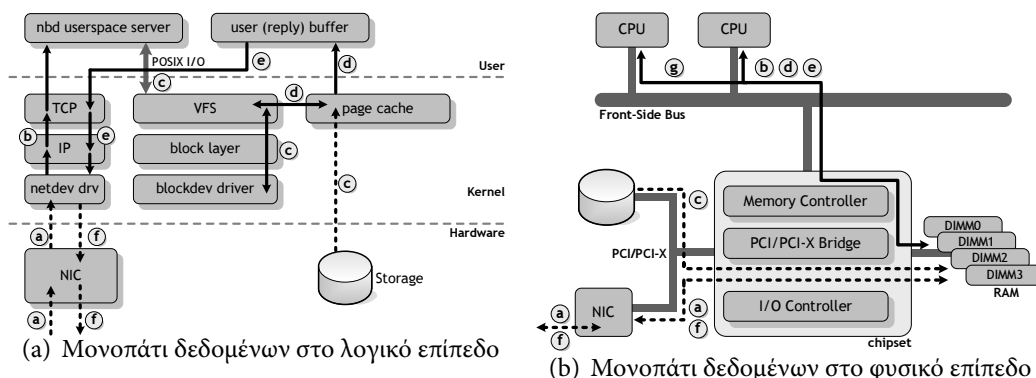 nbd userspace server
user (reply) buffer
POSIX I/O
e
c
d
User
TCP
VFS
d
page cache
b
e
IP
block layer
c
netdev drv
blockdev driver
c
Kernel
Hardware
a
f
NIC
Storage
a
f
(a) Μονοπάτι δεδομένων στο λογικό επίπεδο
CPU
CPU
g
b d e
Front-Side Bus
c
Memory Controller
PCI/PCI-X
PCI/PCI-X Bridge
DIMM0
DIMM1
DIMM2
DIMM3
RAM
NIC
a
f
a
f
I/O Controller
chipset
(b) Μονοπάτι δεδομένων στο φυσικό επίπεδο